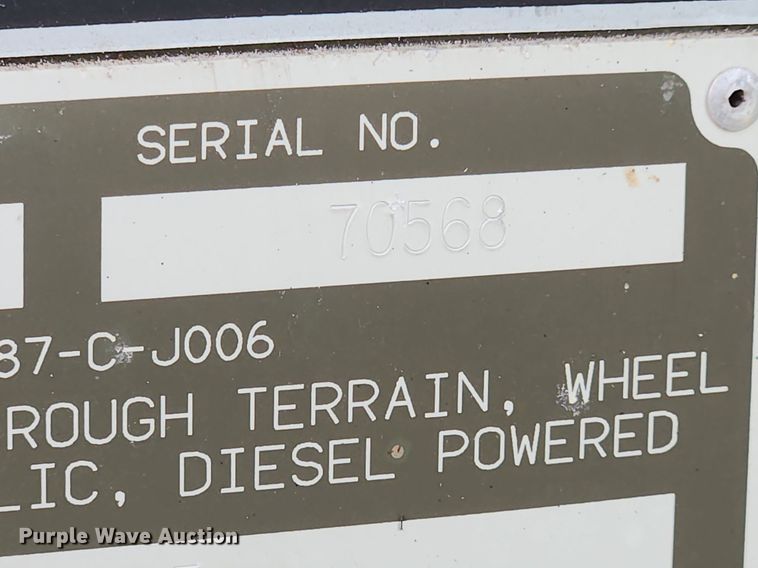 SERIAL NO.
70568
87-C-J006
ROUGH TERRAIN, WHEEL
LIC, DIESEL POWERED
Purple Wave Auction